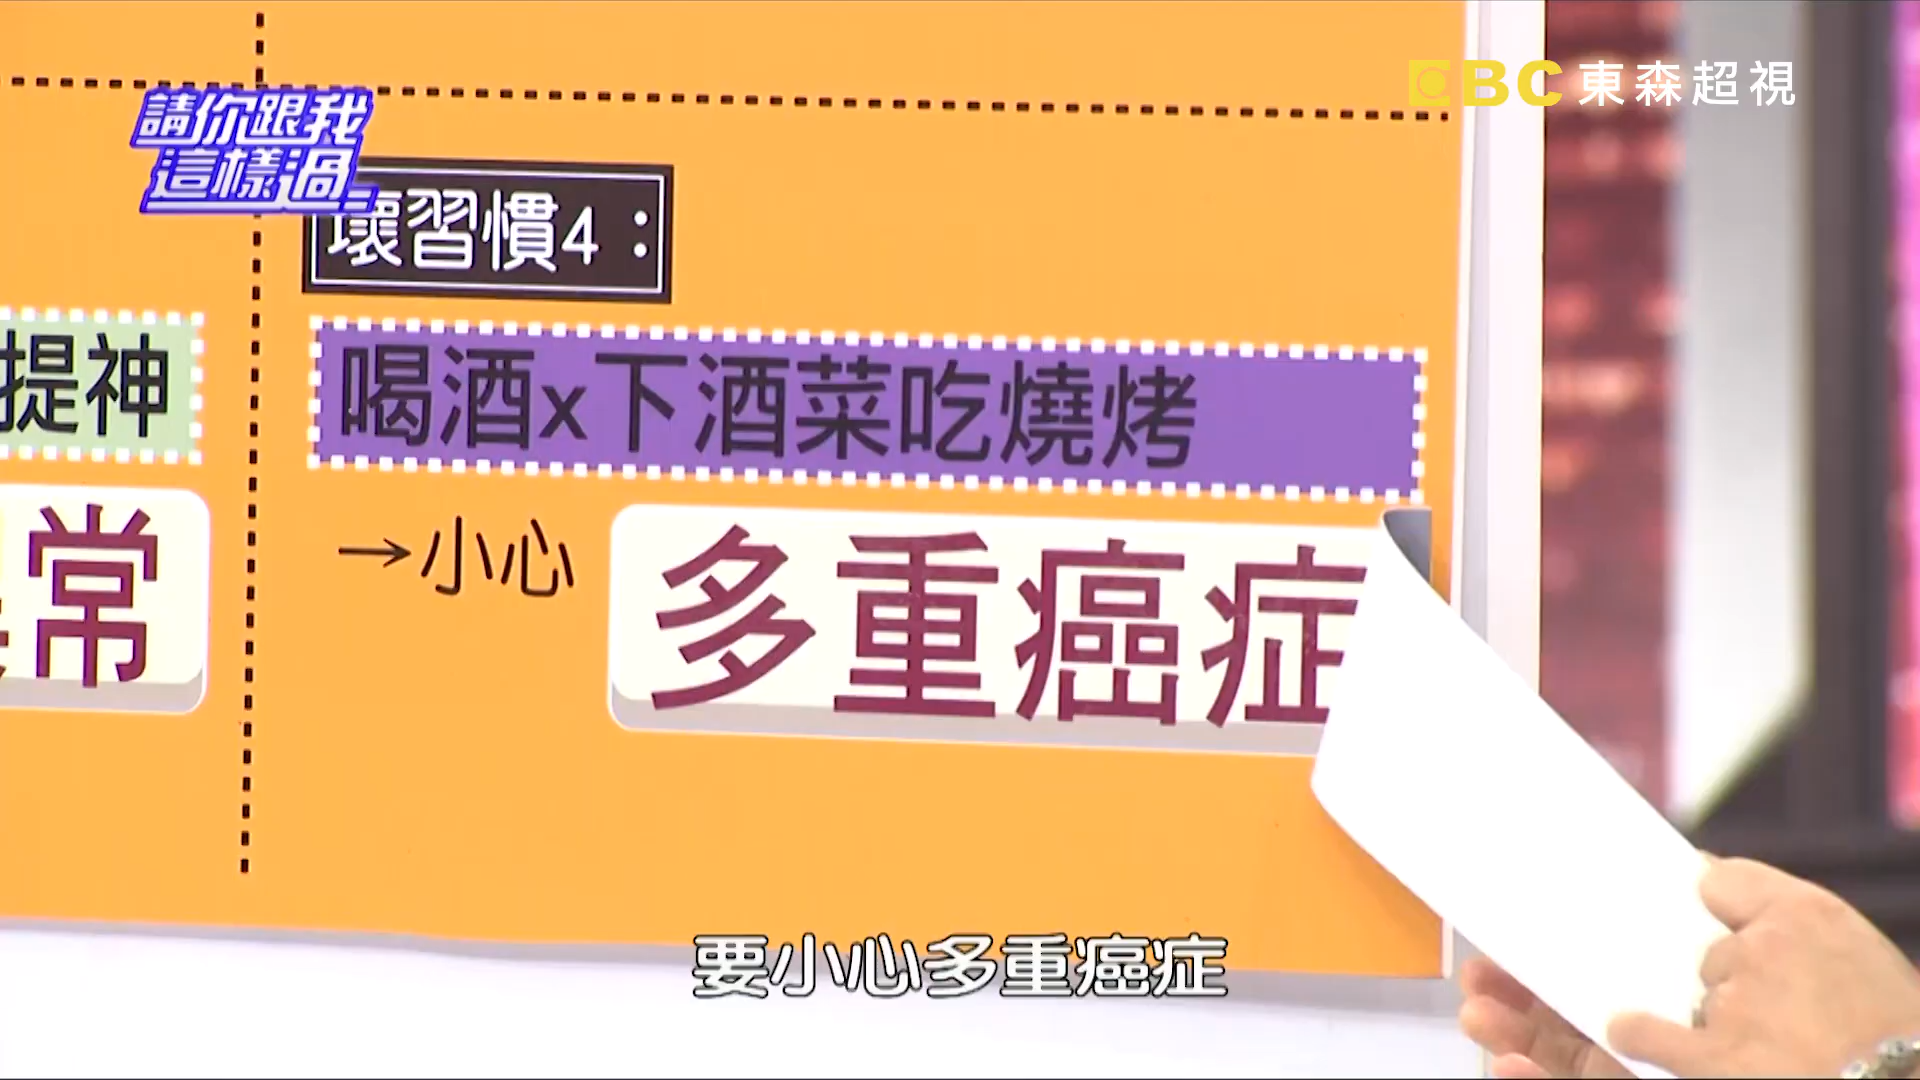 EBC 東森超視
請你跟我
這樣過
壞習慣4：
提神
喝酒x下酒菜吃燒烤
常
→小心
多重癌症
要小心多重癌症